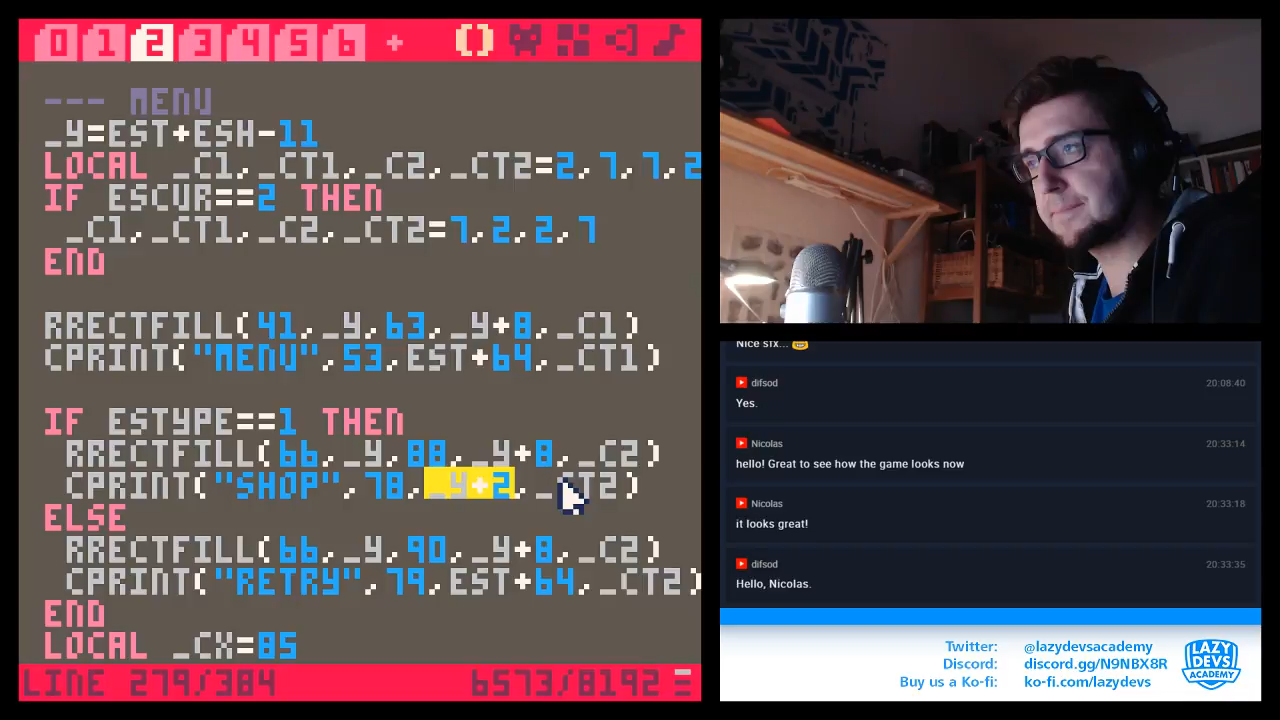 0 1 2 3 4 5 6 +
--- MENU
_Y=EST+ESH-11
LOCAL _C1,_CT1,_C2,_CT2=2,7,7,2
IF ESCUR==2 THEN
_C1,_CT1,_C2,_CT2=7,2,2,7
END
RRECTFILL(41,_Y,63,_Y+8,_C1)
CPRINT("MENU",53,EST+64,_CT1)
IF ESTYPE==1 THEN
RRECTFILL(66,_Y,88,_Y+8,_C2)
CPRINT("SHOP",78,_Y+2,_CT2)
ELSE
RRECTFILL(66,_Y,90,_Y+8,_C2)
CPRINT("RETRY",79,EST+64,_CT2)
END
LOCAL _CX=85
LINE 279/384 6573/8192
Nice sfx...
difsod 20:08:40
Yes.
Nicolas 20:33:14
hello! Great to see how the game looks now
Nicolas 20:33:18
it looks great!
difsod 20:33:35
Hello, Nicolas.
Twitter: @lazydevsacademy
Discord: discord.gg/N9NBX8R
Buy us a Ko-fi: ko-fi.com/lazydevs
LAZY DEVS ACADEMY